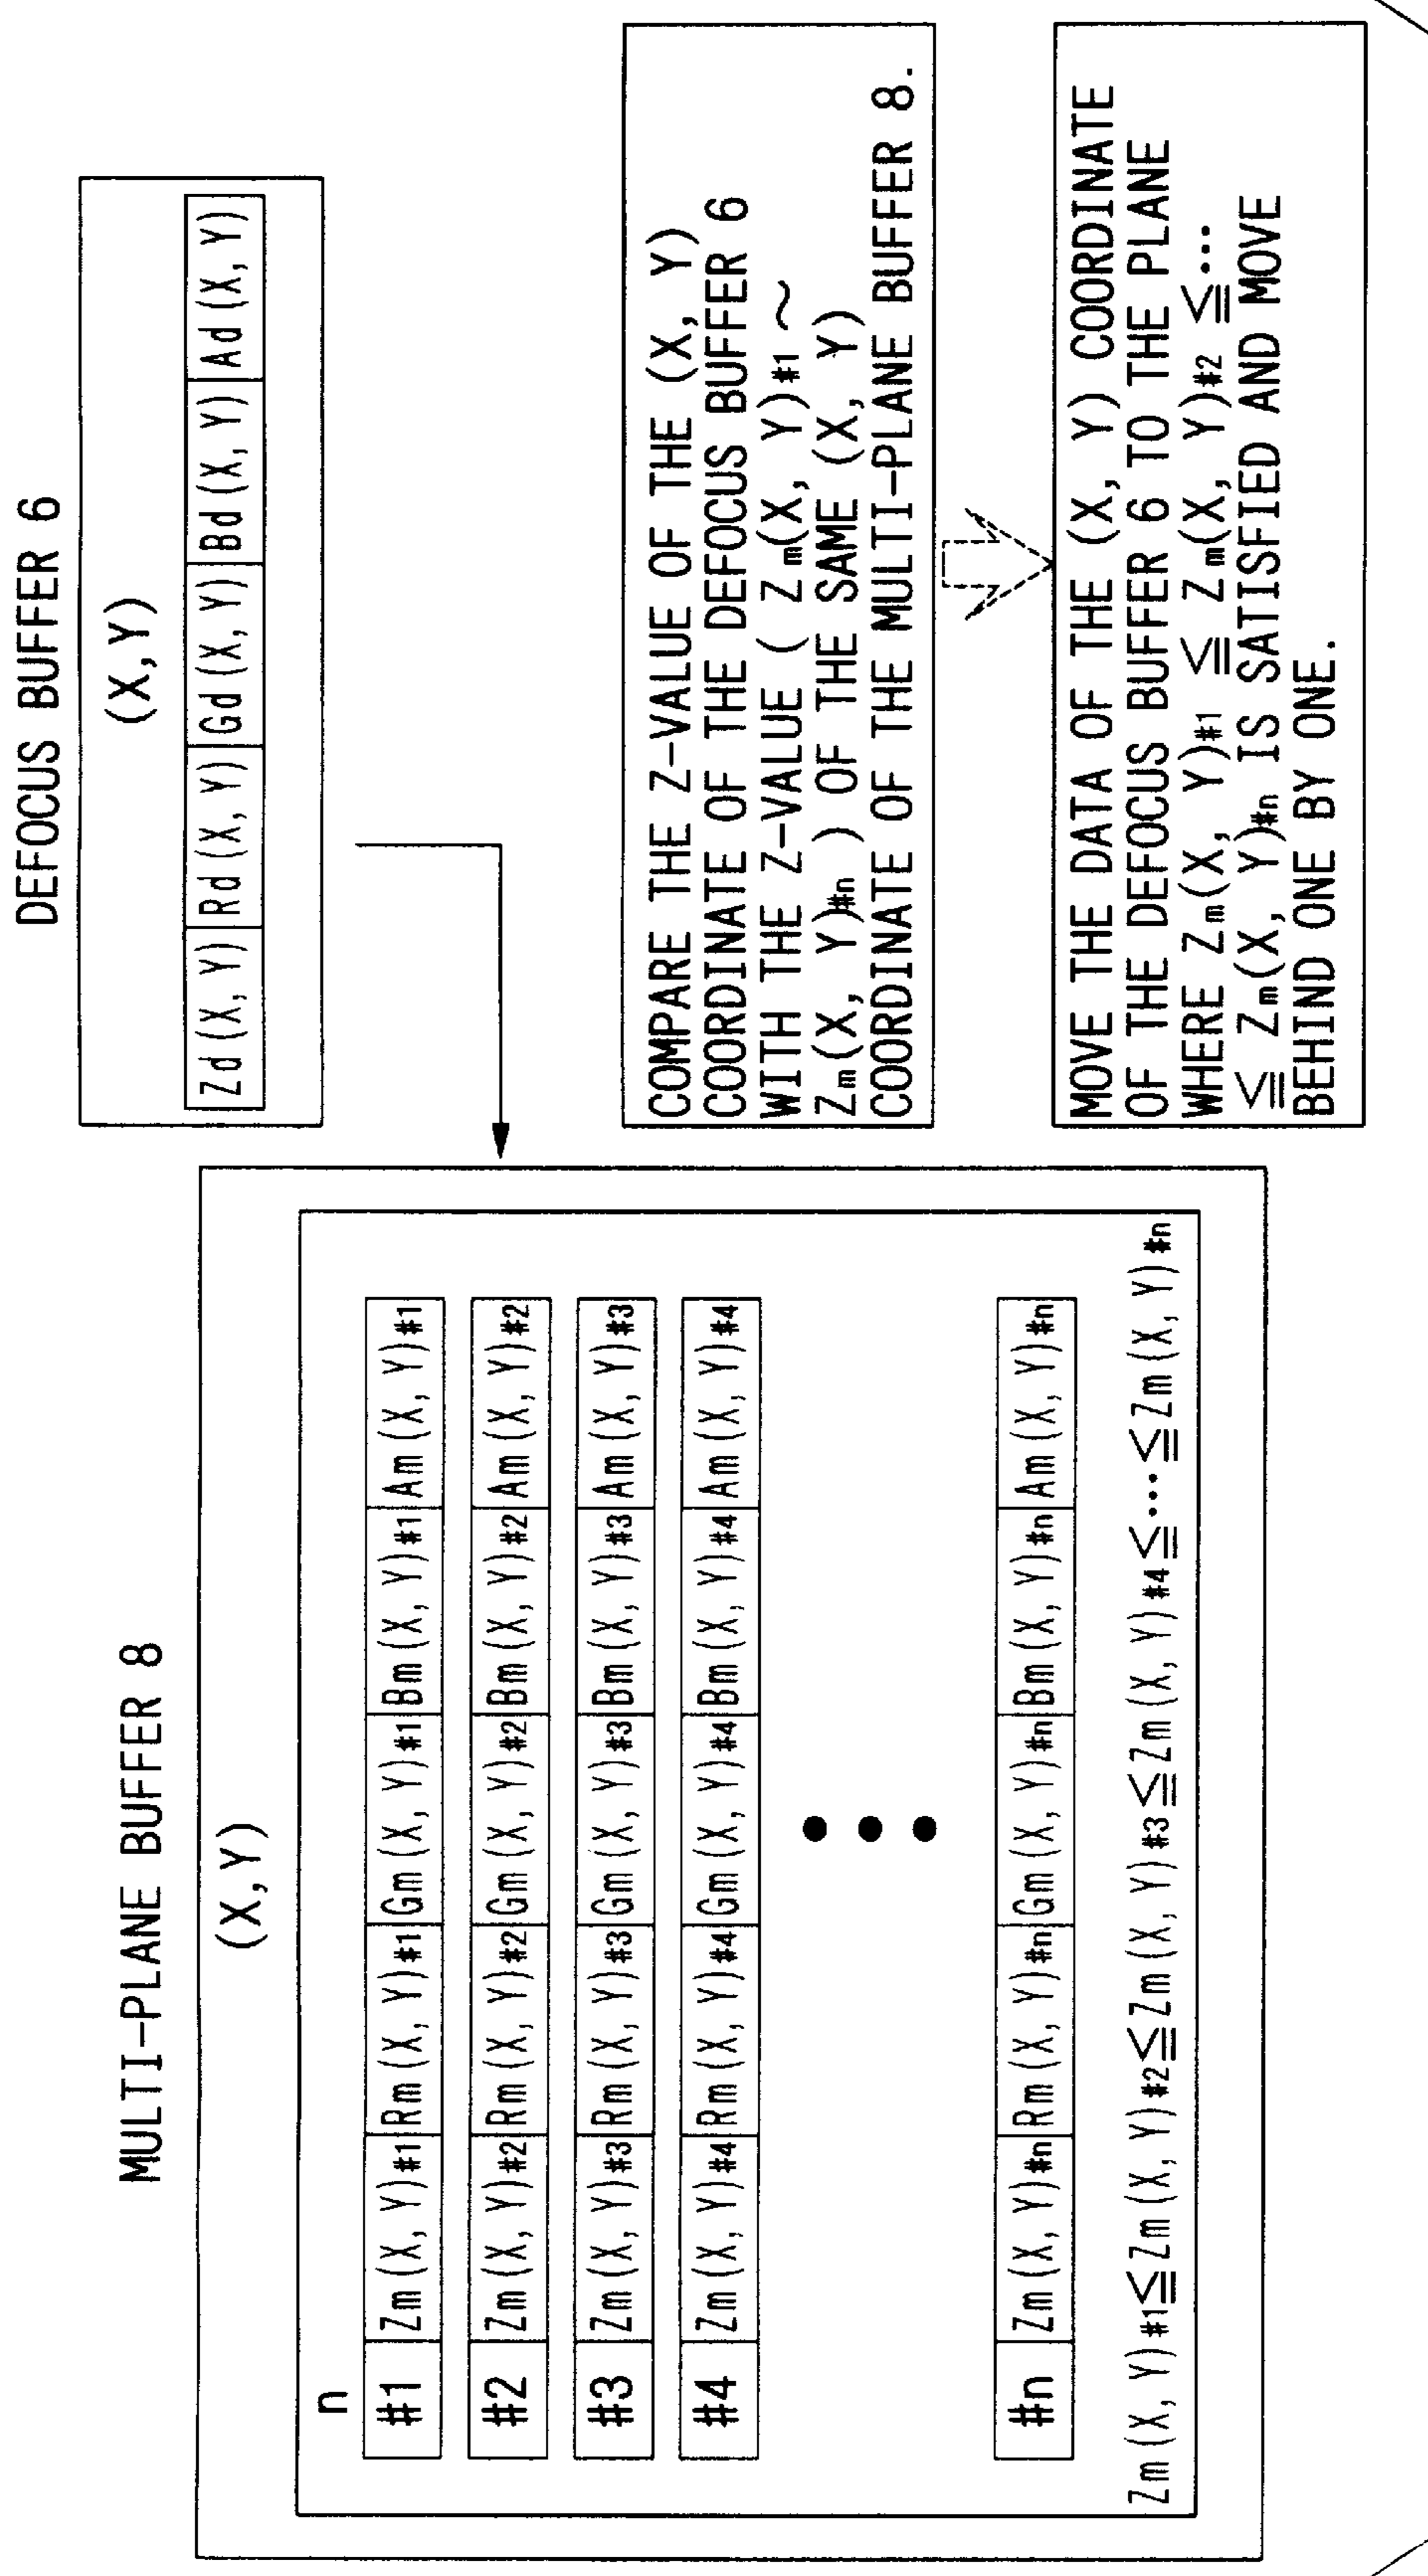 MULTI-PLANE BUFFER 8
(X,Y)
n
#1 Zm(X, Y)#1 Rm(X, Y)#1 Gm(X, Y)#1 Bm(X, Y)#1 Am(X, Y)#1
#2 Zm(X, Y)#2 Rm(X, Y)#2 Gm(X, Y)#2 Bm(X, Y)#2 Am(X, Y)#2
#3 Zm(X, Y)#3 Rm(X, Y)#3 Gm(X, Y)#3 Bm(X, Y)#3 Am(X, Y)#3
#4 Zm(X, Y)#4 Rm(X, Y)#4 Gm(X, Y)#4 Bm(X, Y)#4 Am(X, Y)#4
#n Zm(X, Y)#n Rm(X, Y)#n Gm(X, Y)#n Bm(X, Y)#n Am(X, Y)#n
Zm(X, Y)#1≦Zm(X, Y)#2≦Zm(X, Y)#3≦Zm(X, Y)#4≦···≦Zm(X, Y)#n
DEFOCUS BUFFER 6
(X,Y)
Zd(X, Y) Rd(X, Y) Gd(X, Y) Bd(X, Y) Ad(X, Y)
COMPARE THE Z-VALUE OF THE (X, Y)
COORDINATE OF THE DEFOCUS BUFFER 6
WITH THE Z-VALUE ( Zm(X, Y)#1 ~
Zm(X, Y)#n ) OF THE SAME (X, Y)
COORDINATE OF THE MULTI-PLANE BUFFER 8.
MOVE THE DATA OF THE (X, Y) COORDINATE
OF THE DEFOCUS BUFFER 6 TO THE PLANE
WHERE Zm(X, Y)#1 ≦ Zm(X, Y)#2 ≦···
≦ Zm(X, Y)#n IS SATISFIED AND MOVE
BEHIND ONE BY ONE.